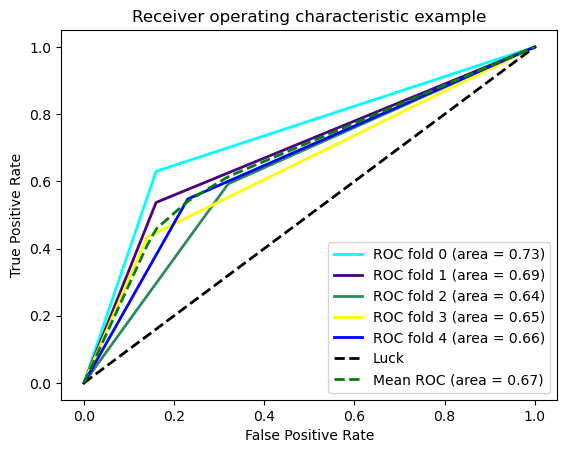 Receiver operating characteristic example
True Positive Rate
1.0
0.8
0.6
0.4
0.2
0.0
ROC fold 0 (area = 0.73)
ROC fold 1 (area = 0.69)
ROC fold 2 (area = 0.64)
ROC fold 3 (area = 0.65)
ROC fold 4 (area = 0.66)
Luck
Mean ROC (area = 0.67)
0.0 0.2 0.4 0.6 0.8 1.0
False Positive Rate